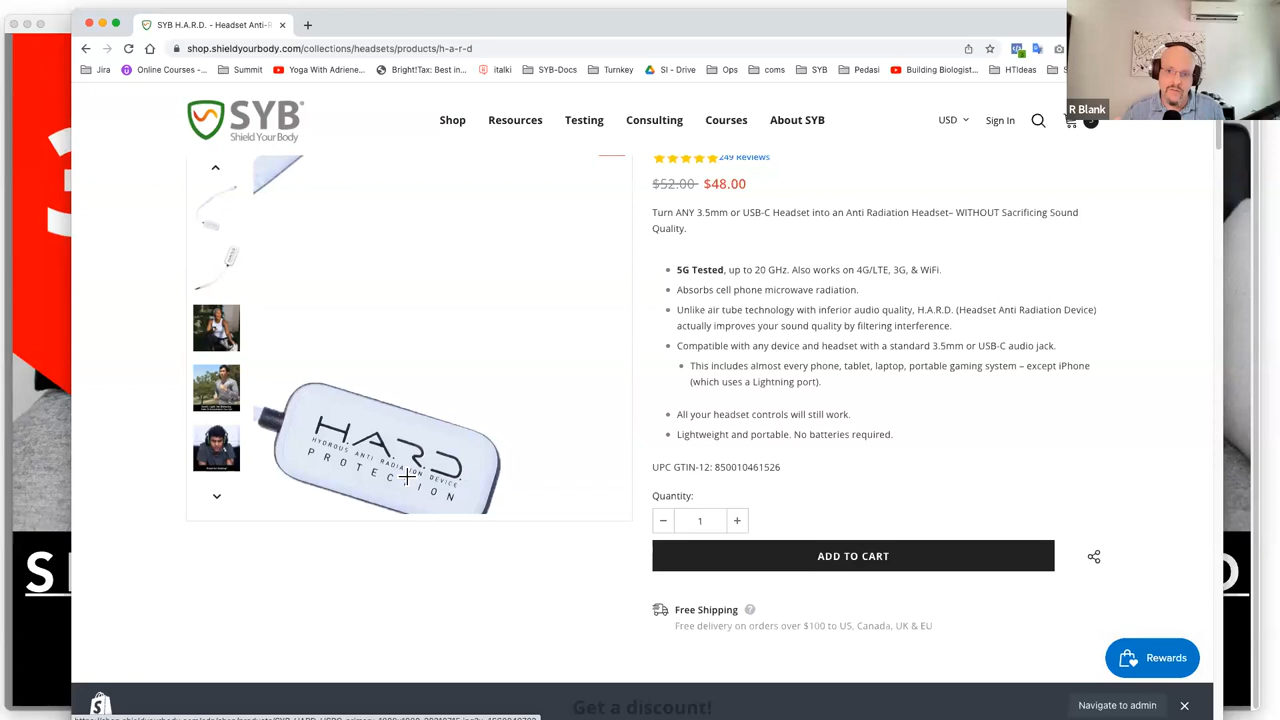 SYB H.A.R.D. - Headset Anti-R
shop.shieldyourbody.com/collections/headsets/products/h-a-r-d
Jira
Online Courses -...
Summit
Yoga With Adriene...
Bright!Tax: Best in...
italki
SYB-Docs
Turnkey
SI - Drive
Ops
coms
SYB
Pedasi
Building Biologist...
HTIdeas
R Blank
SYB
Shield Your Body
Shop
Resources
Testing
Consulting
Courses
About SYB
USD
Sign In
249 Reviews
$52.00 $48.00
Turn ANY 3.5mm or USB-C Headset into an Anti Radiation Headset– WITHOUT Sacrificing Sound
Quality.
5G Tested, up to 20 GHz. Also works on 4G/LTE, 3G, & WiFi.
Absorbs cell phone microwave radiation.
Unlike air tube technology with inferior audio quality, H.A.R.D. (Headset Anti Radiation Device)
actually improves your sound quality by filtering interference.
Compatible with any device and headset with a standard 3.5mm or USB-C audio jack.
This includes almost every phone, tablet, laptop, portable gaming system – except iPhone
(which uses a Lightning port).
All your headset controls will still work.
Lightweight and portable. No batteries required.
UPC GTIN-12: 850010461526
Quantity:
- 1 +
ADD TO CART
Free Shipping ?
Free delivery on orders over $100 to US, Canada, UK & EU
H.A.R.D
HYDROUS ANTI RADIATION DEVICE
PROTECTION
Rewards
Get a discount!
Navigate to admin